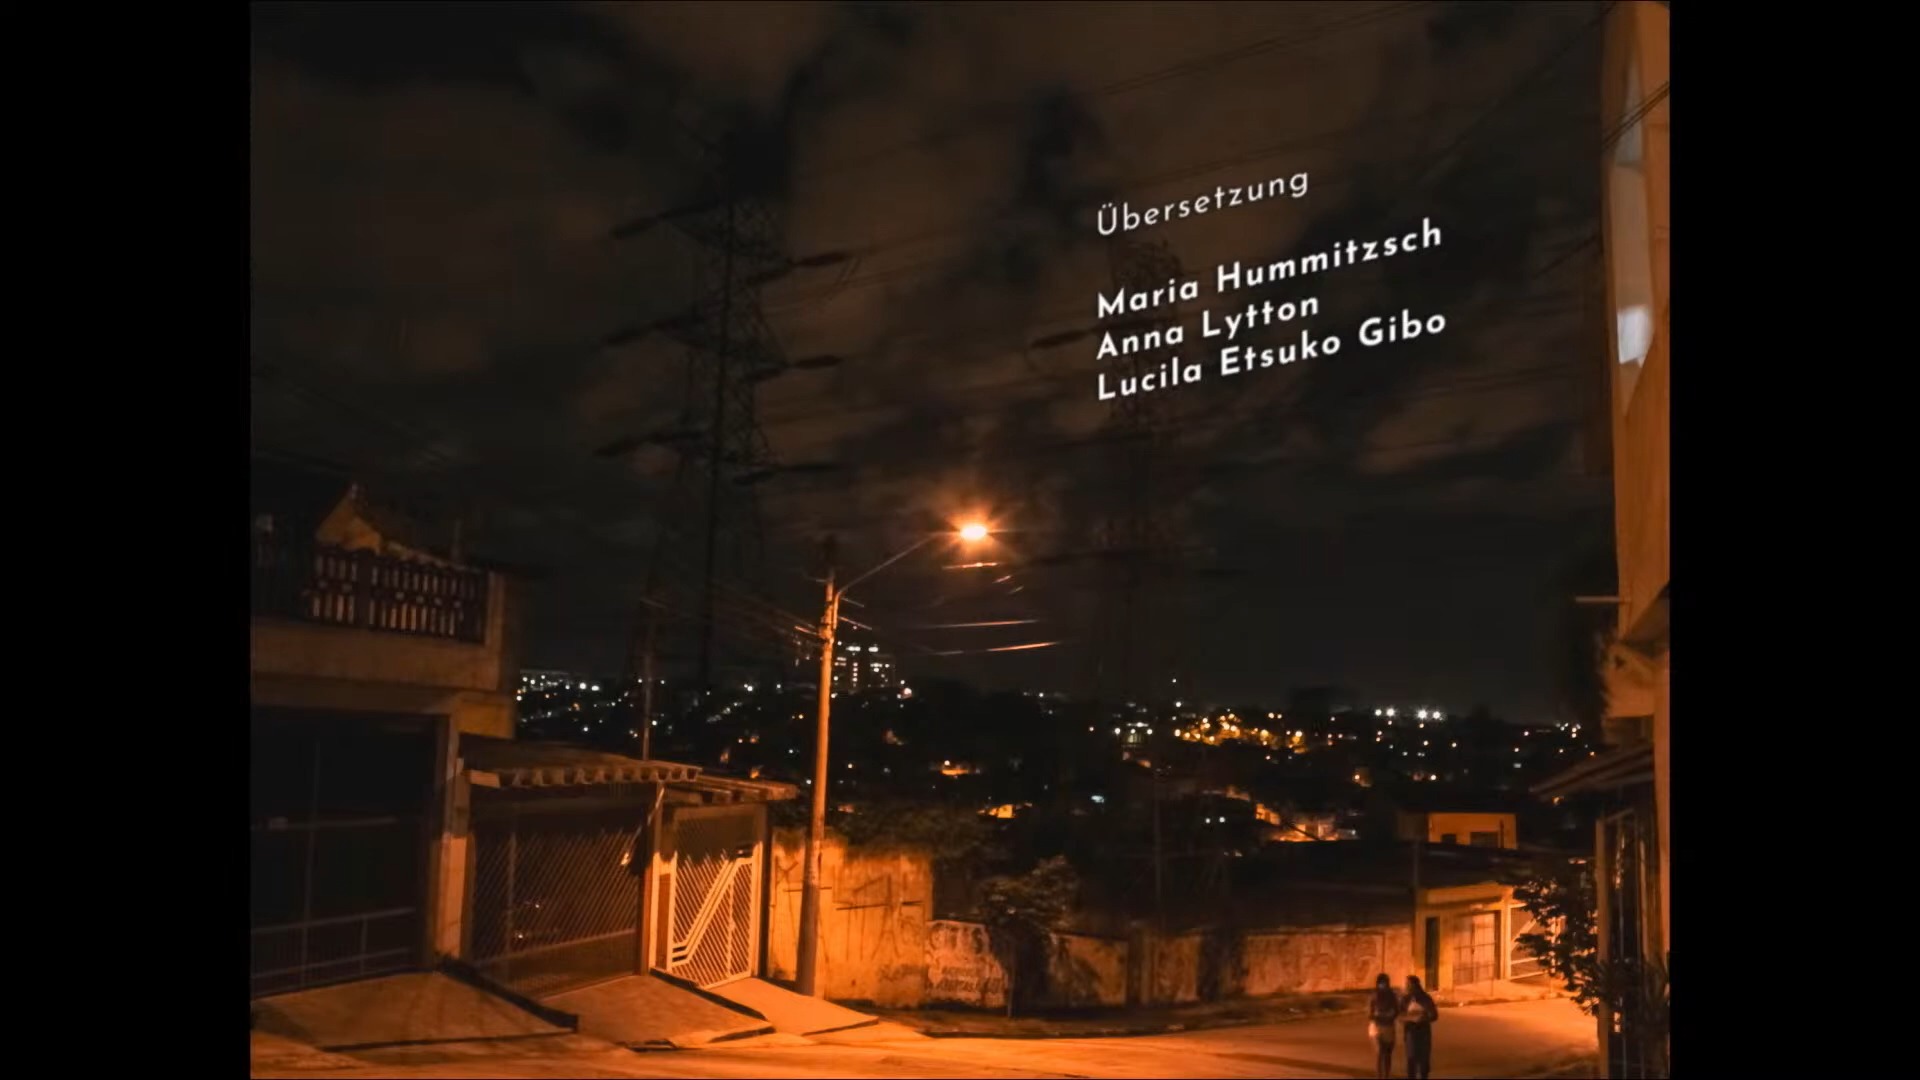 Übersetzung
Maria Hummitzsch
Anna Lytton
Lucila Etsuko Gibo